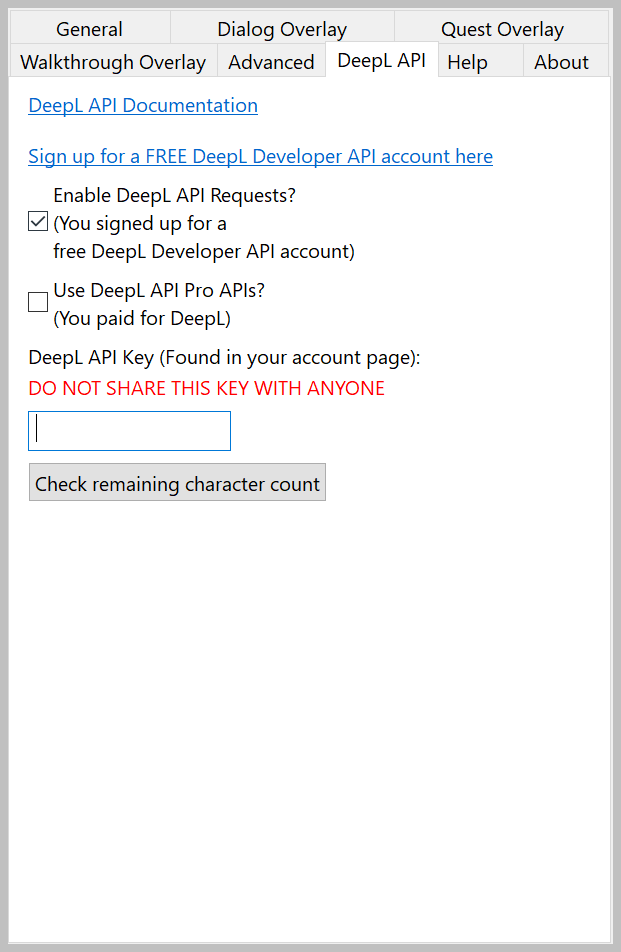 General
Dialog Overlay
Quest Overlay
Walkthrough Overlay
Advanced
DeepL API
Help
About
DeepL API Documentation
Sign up for a FREE DeepL Developer API account here
Enable DeepL API Requests?
(You signed up for a
free DeepL Developer API account)
Use DeepL API Pro APIs?
(You paid for DeepL)
DeepL API Key (Found in your account page):
DO NOT SHARE THIS KEY WITH ANYONE
Check remaining character count